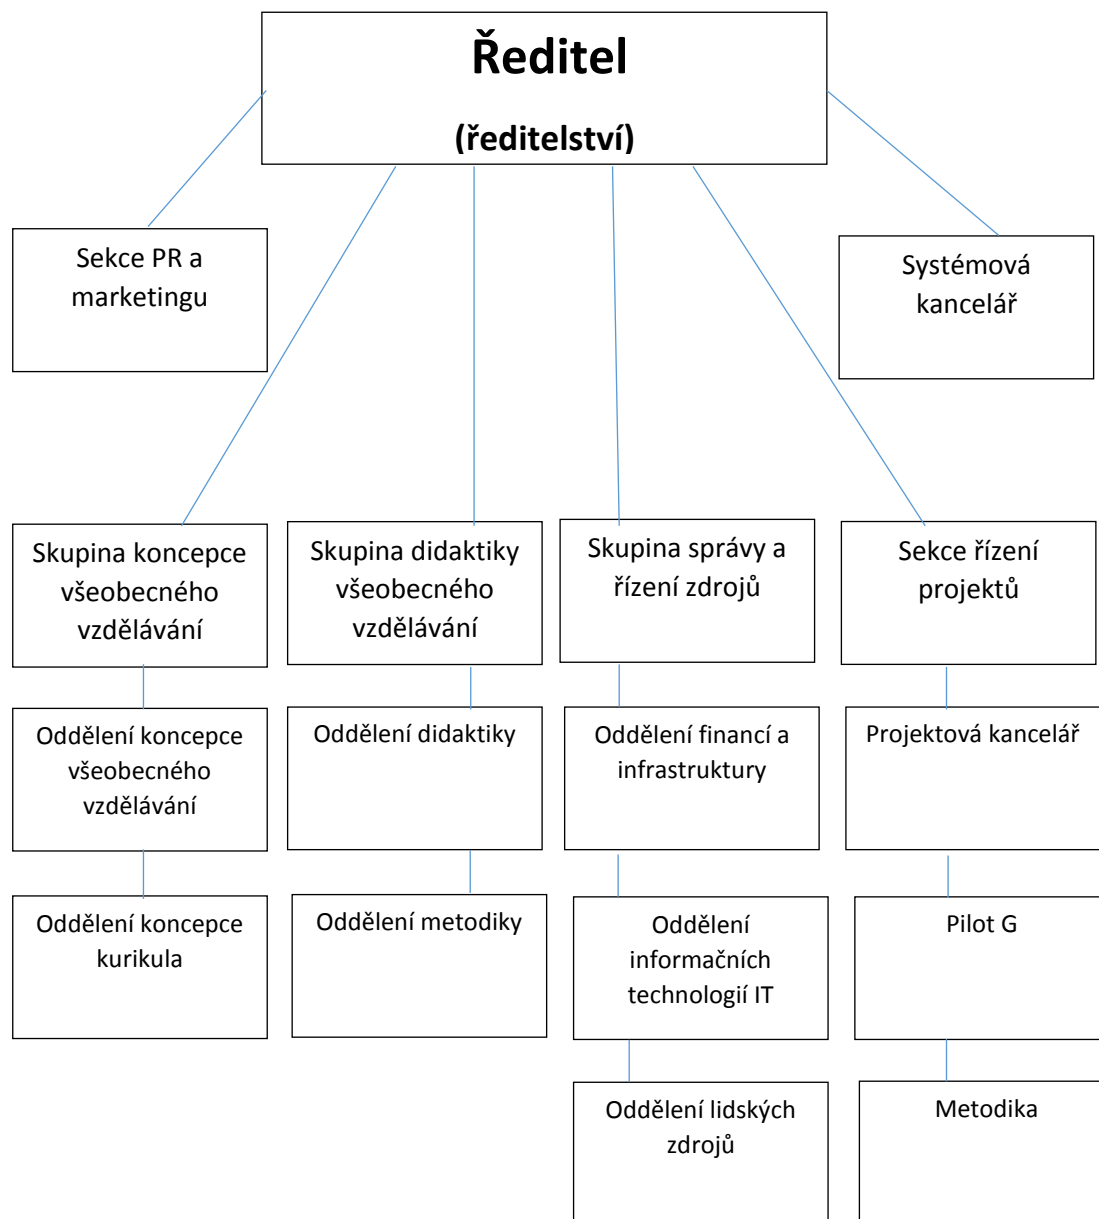 Ředitel
(ředitelství)
Sekce PR a
marketingu
Systémová
kancelář
Skupina koncepce
všeobecného
vzdělávání
Skupina didaktiky
všeobecného
vzdělávání
Skupina správy a
řízení zdrojů
Sekce řízení
projektů
Oddělení koncepce
všeobecného
vzdělávání
Oddělení didaktiky
Oddělení financí a
infrastruktury
Projektová kancelář
Oddělení koncepce
kurikula
Oddělení metodiky
Oddělení
informačních
technologií IT
Pilot G
Oddělení lidských
zdrojů
Metodika